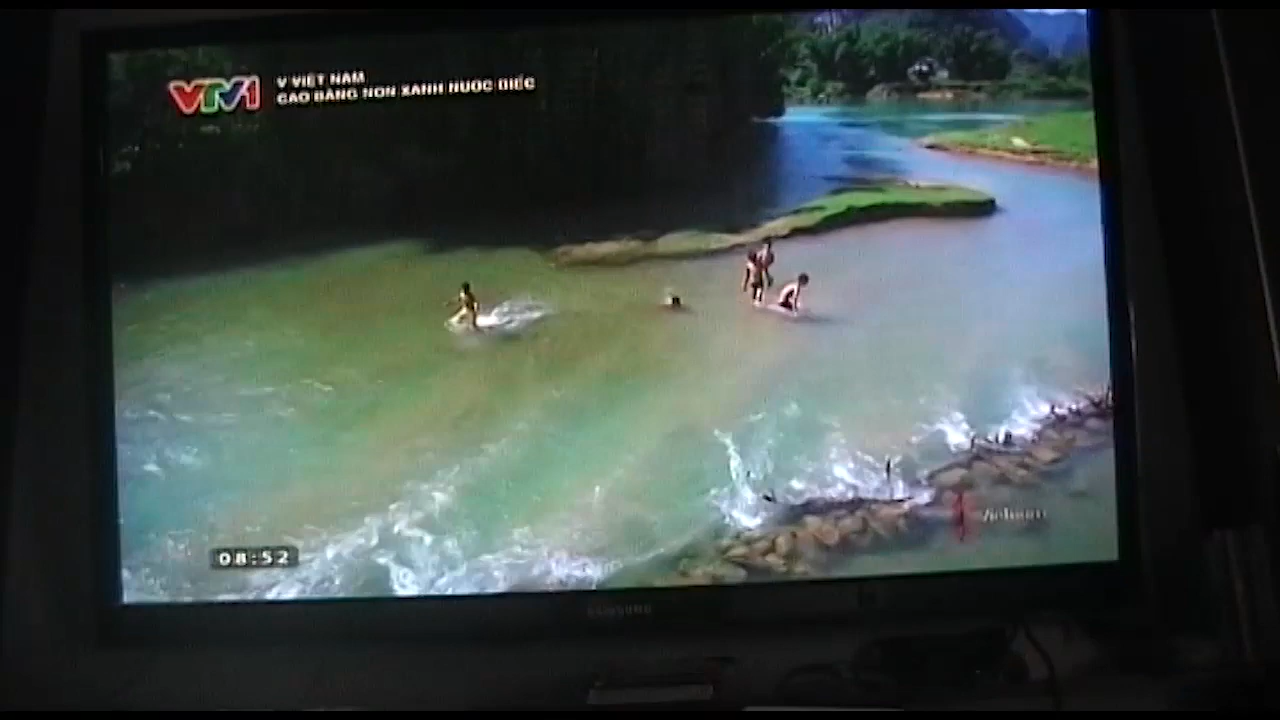 VTV1
V VIỆT NAM
CAO BẰNG NON XANH NƯỚC BIẾC
08:52
SAMSUNG